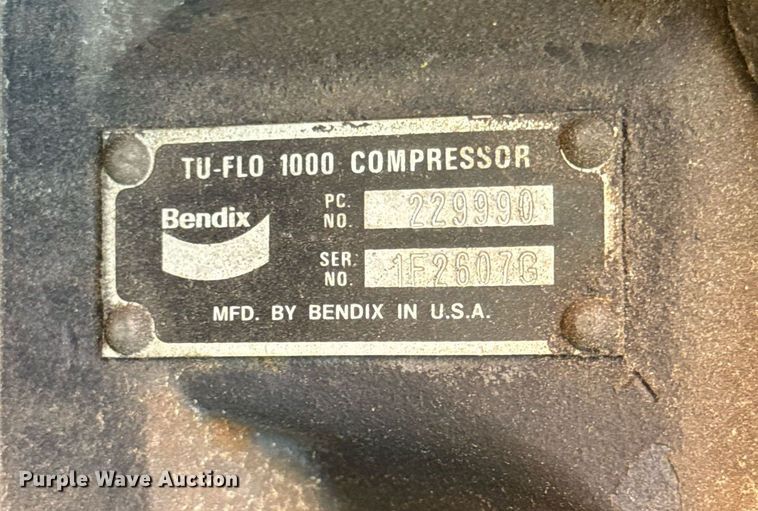 TU-FLO 1000 COMPRESSOR
Bendix
PC. NO. 229990
SER. NO. 1F2607G
MFD. BY BENDIX IN U.S.A.
Purple Wave Auction